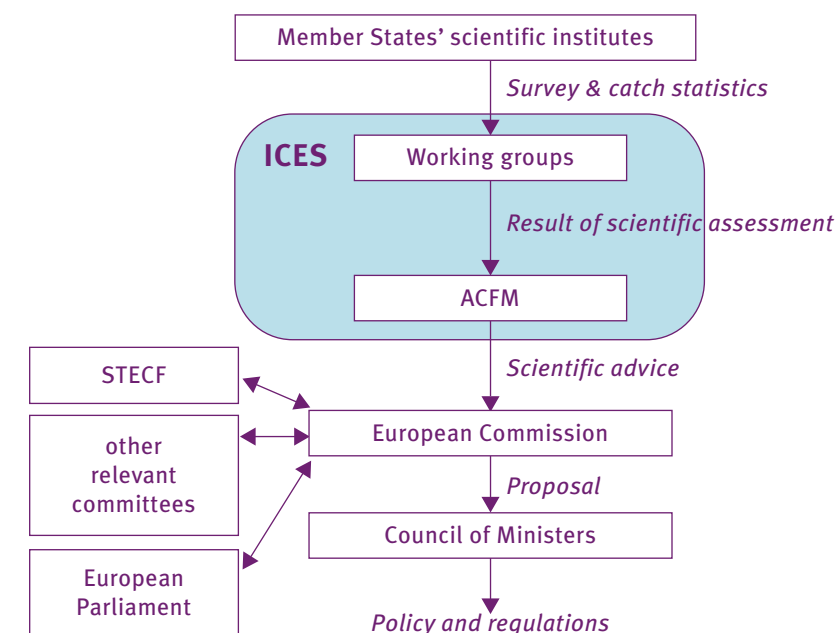 Member States’ scientific institutes
Survey & catch statistics
ICES
Working groups
Result of scientific assessment
ACFM
Scientific advice
STECF
European Commission
other
relevant
committees
Proposal
Council of Ministers
European
Parliament
Policy and regulations